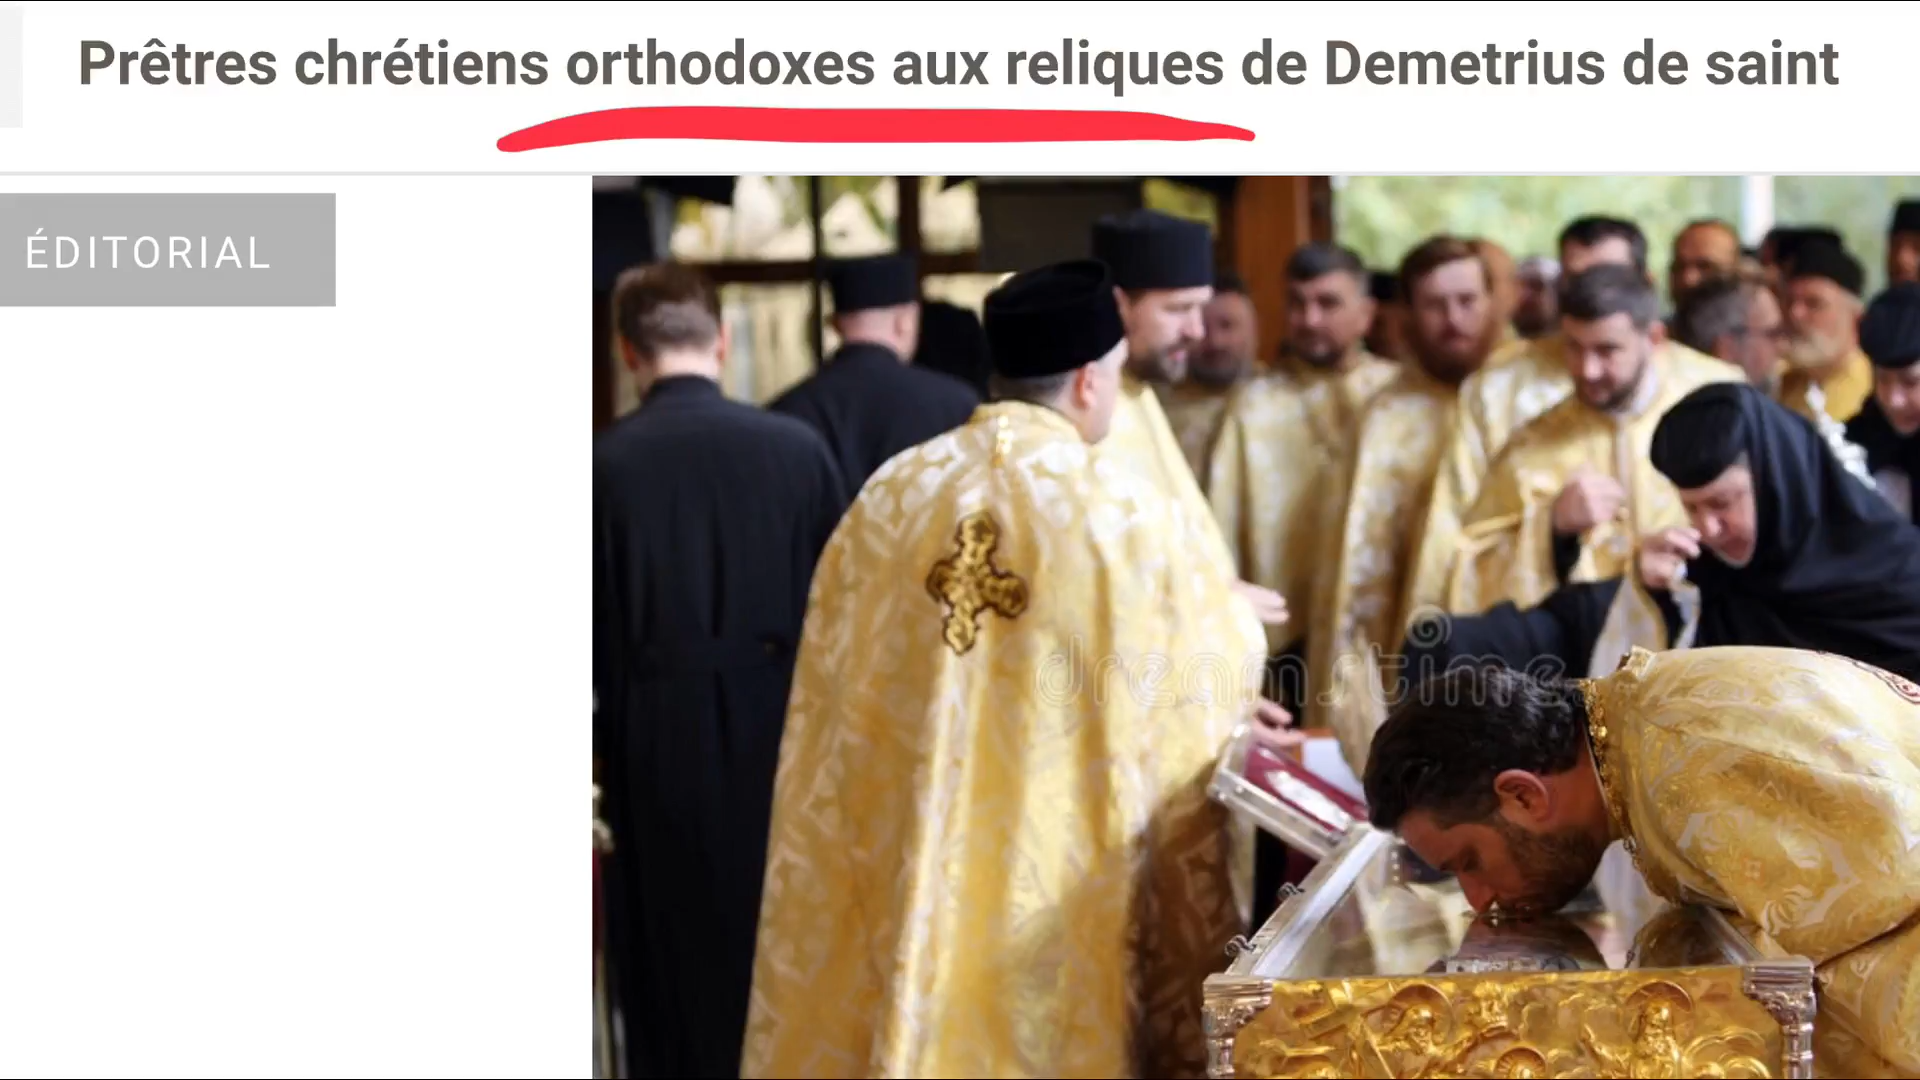 Prêtres chrétiens orthodoxes aux reliques de Demetrius de saint
ÉDITORIAL
dreamstime